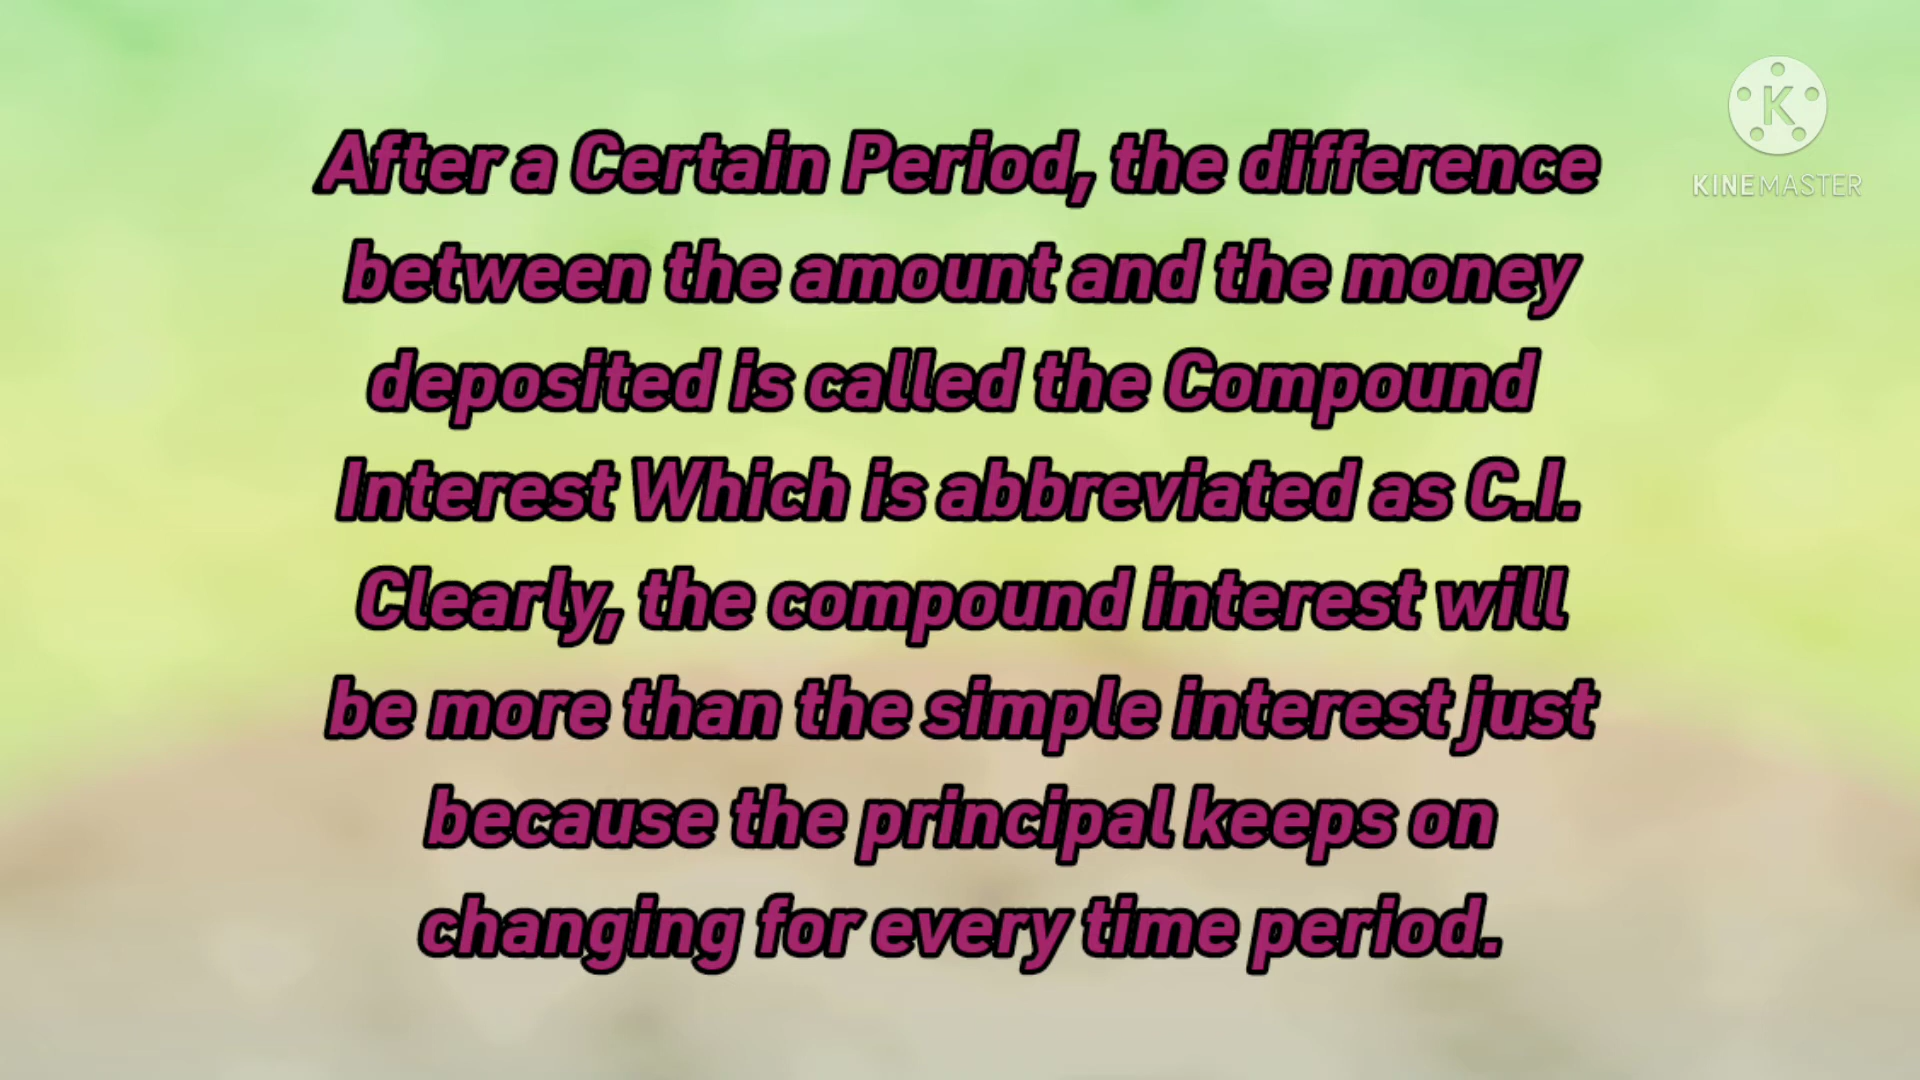 After a Certain Period, the difference
between the amount and the money
deposited is called the Compound
Interest Which is abbreviated as C.I.
Clearly, the compound interest will
be more than the simple interest just
because the principal keeps on
changing for every time period.
K
KINEMASTER